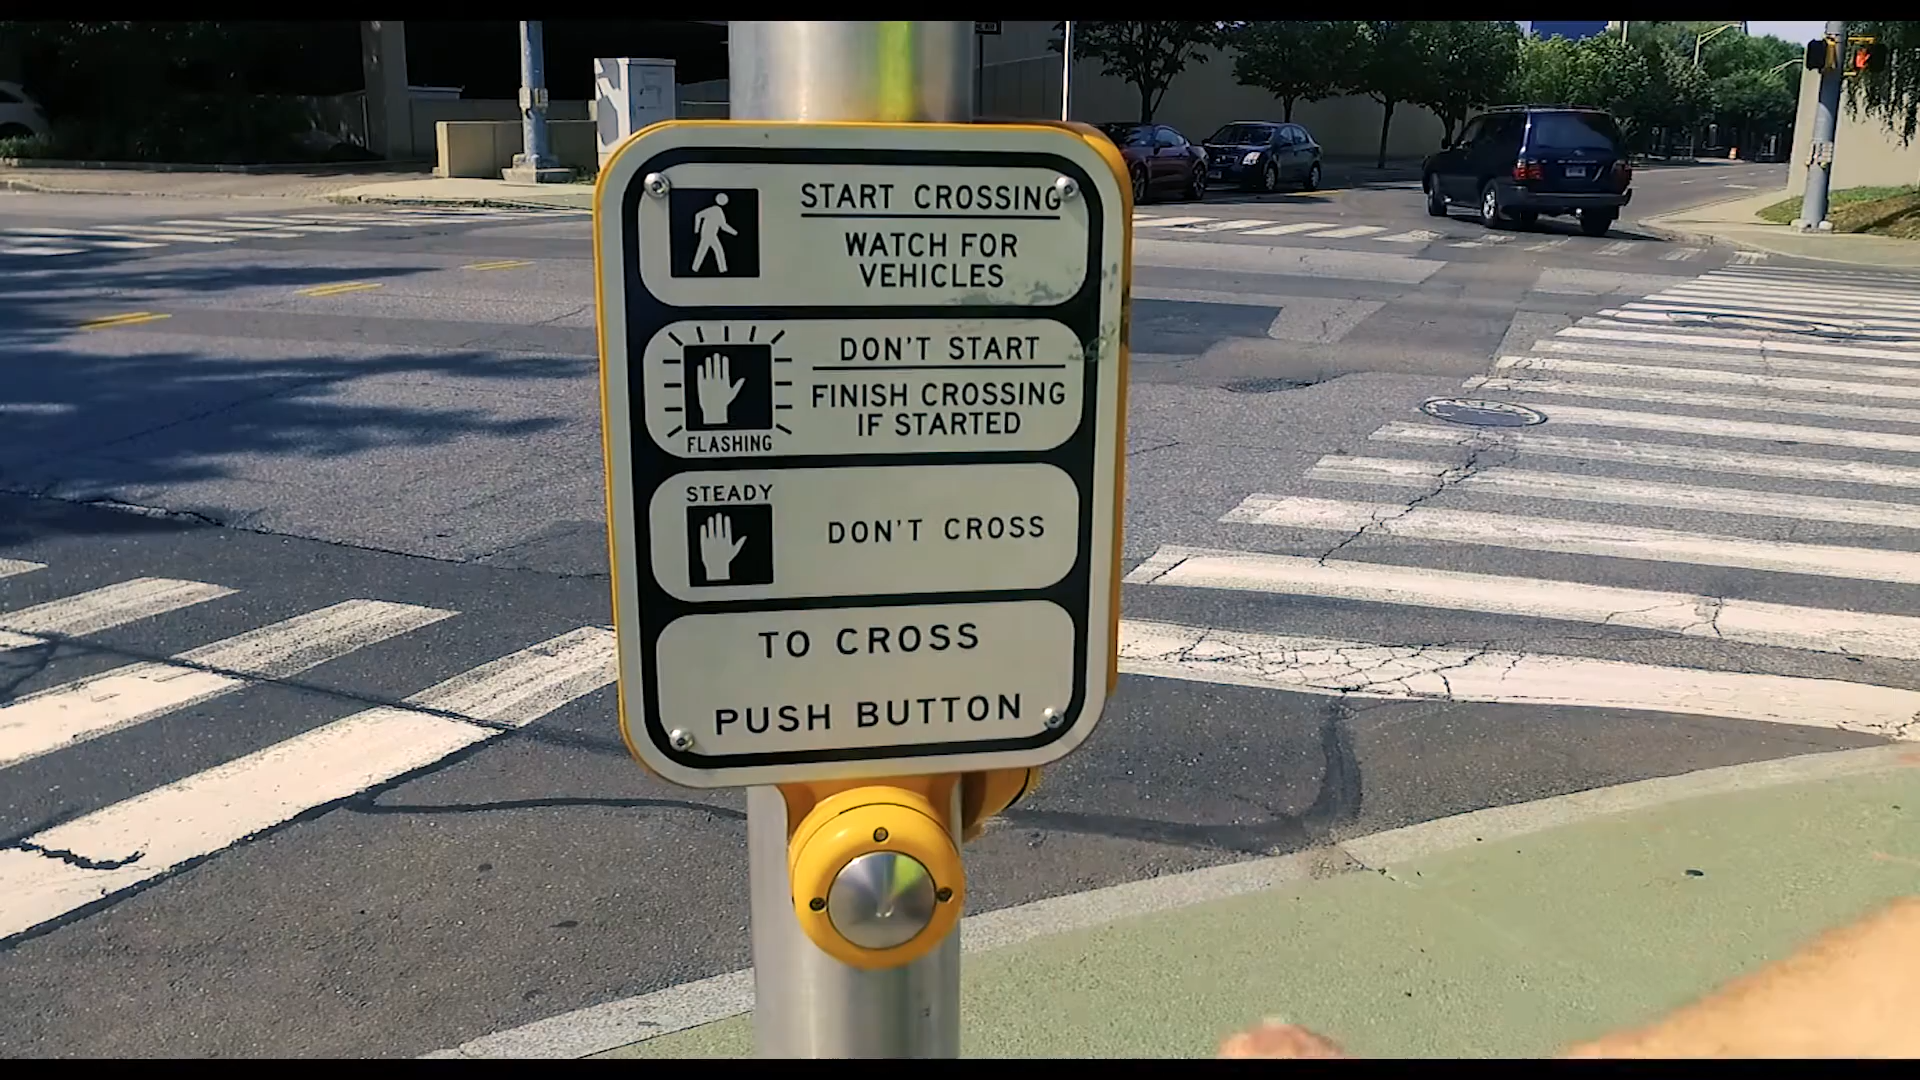 START CROSSING
WATCH FOR
VEHICLES
DON'T START
FINISH CROSSING
IF STARTED
FLASHING
STEADY
DON'T CROSS
TO CROSS
PUSH BUTTON